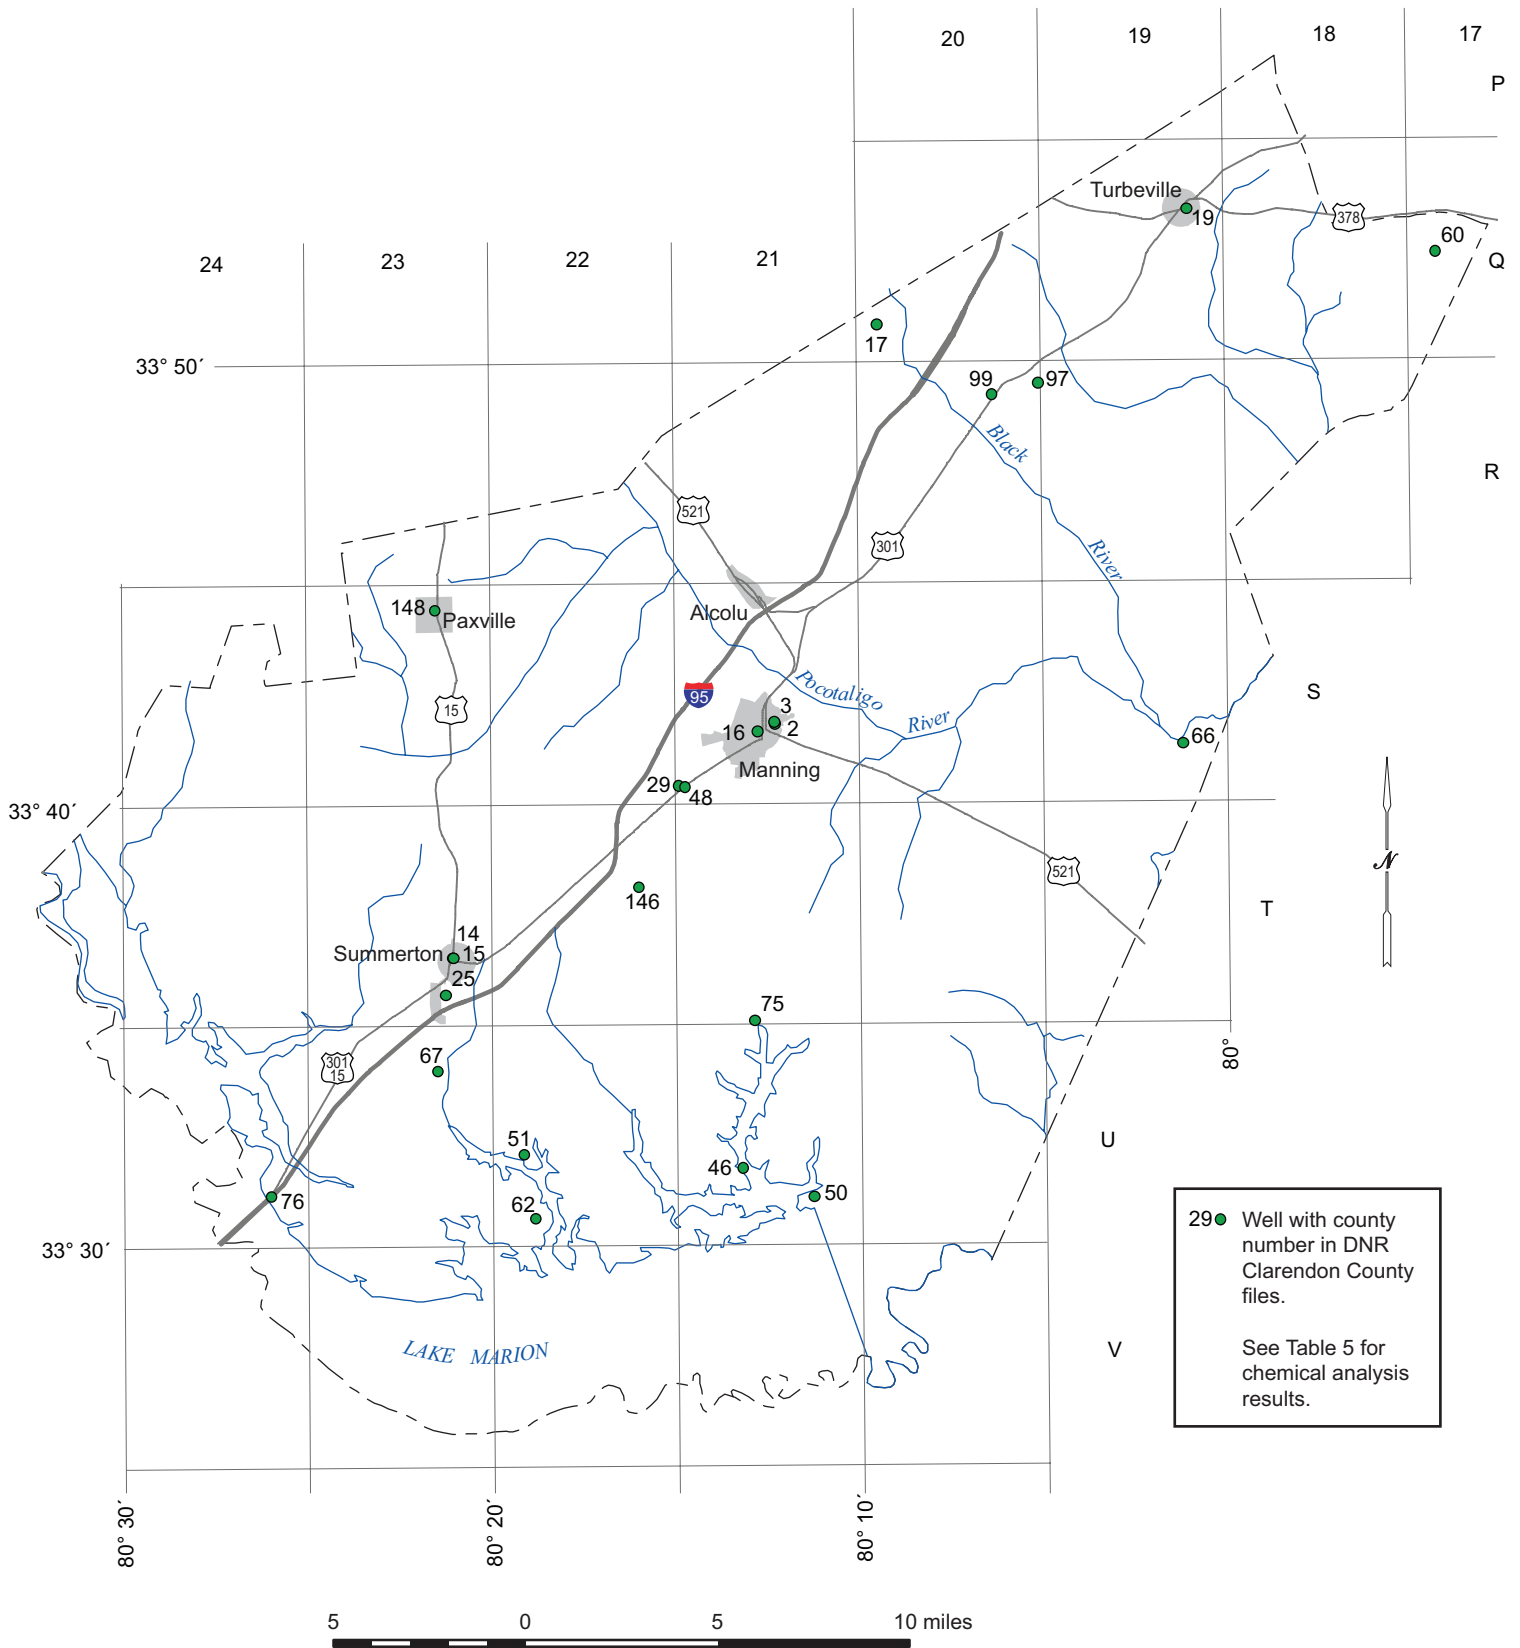 20 19 18 17
P
Turbeville
19
378
60
Q
24 23 22 21
17
33° 50´
99 97
Black
River
R
521
301
148 Paxville
Alcolu
15
95
Pocotaligo
River
S
3
16 2
66
Manning
29 48
33° 40´
521
146
T
14
Summerton 15
25
75
67
301
15
80°
51
46
50
U
76
62
33° 30´
LAKE MARION
V
29 Well with county
number in DNR
Clarendon County
files.
See Table 5 for
chemical analysis
results.
N
80° 30´ 80° 20´ 80° 10´
5 0 5 10 miles